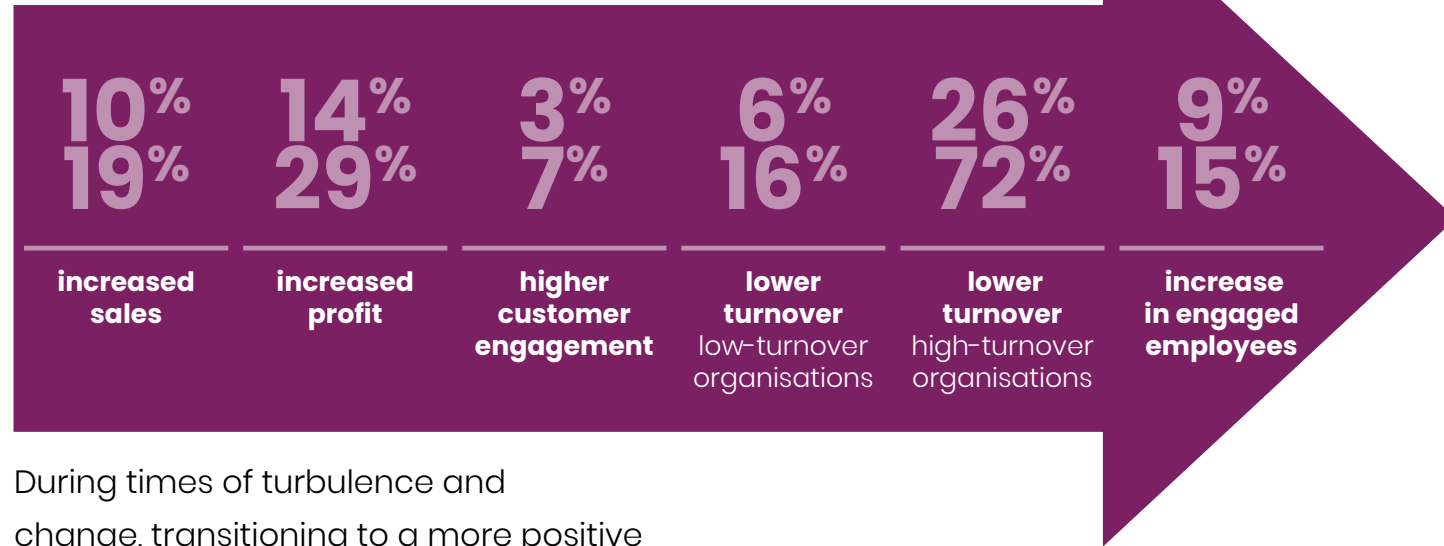 10%
19%
increased
sales
14%
29%
increased
profit
3%
7%
higher
customer
engagement
6%
16%
lower
turnover
low-turnover
organisations
26%
72%
lower
turnover
high-turnover
organisations
9%
15%
increase
in engaged
employees
During times of turbulence and
change, transitioning to a more positive